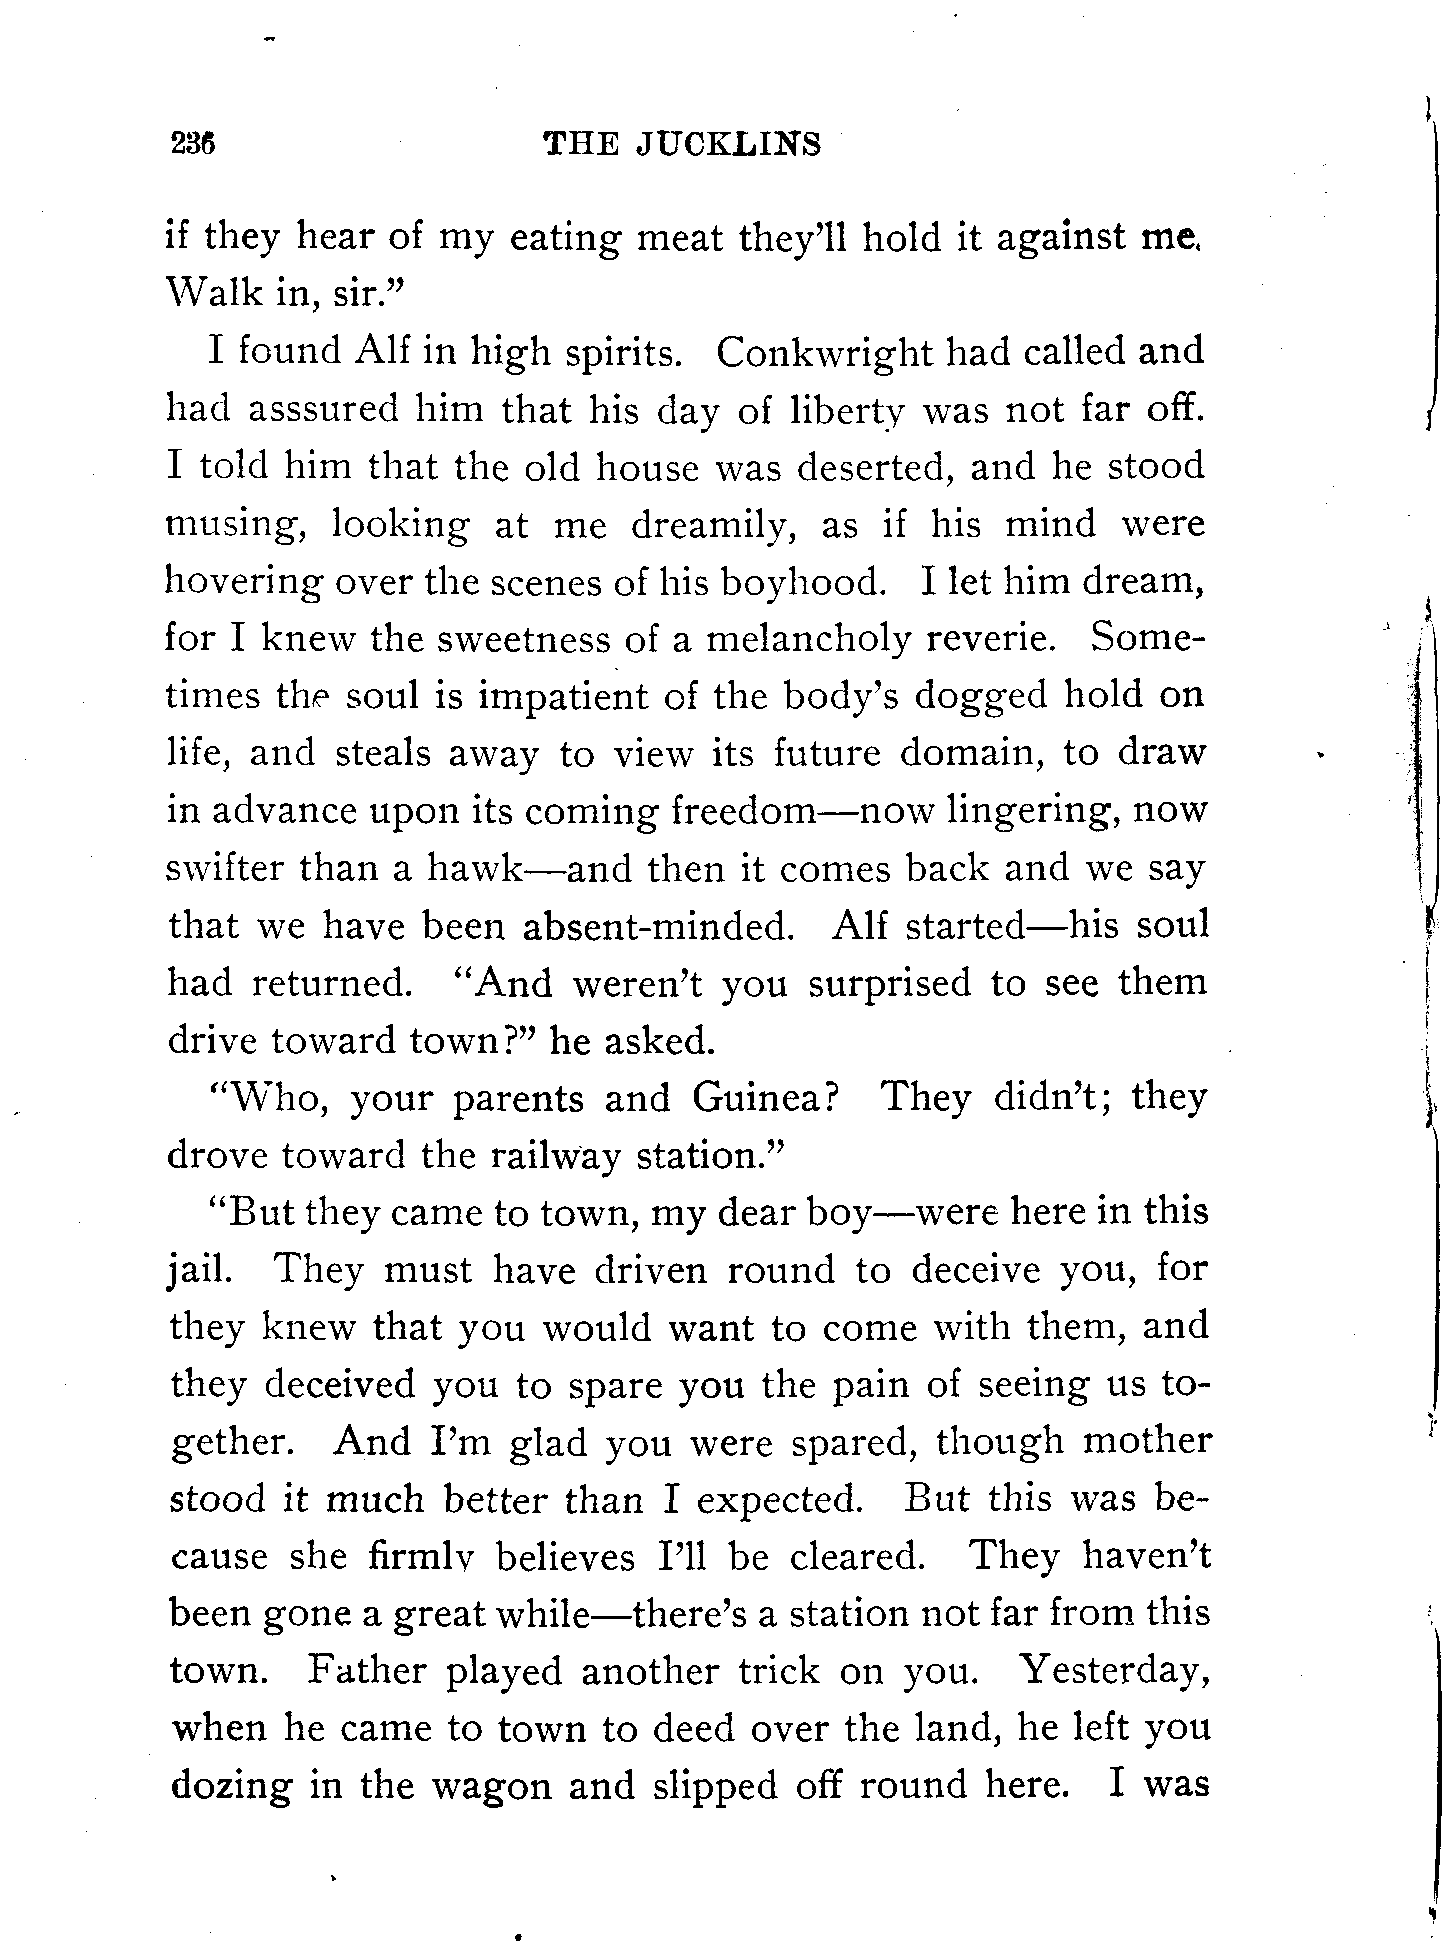 236 THE JUCKLINS
if they hear of my eating meat they'll hold it against me.
Walk in, sir."
I found Alf in high spirits. Conkwright had called and
had asssured him that his day of liberty was not far off.
I told him that the old house was deserted, and he stood
musing, looking at me dreamily, as if his mind were
hovering over the scenes of his boyhood. I let him dream,
for I knew the sweetness of a melancholy reverie. Some-
times the soul is impatient of the body's dogged hold on
life, and steals away to view its future domain, to draw
in advance upon its coming freedom—now lingering, now
swifter than a hawk—and then it comes back and we say
that we have been absent-minded. Alf started—his soul
had returned. "And weren't you surprised to see them
drive toward town?" he asked.
"Who, your parents and Guinea? They didn't; they
drove toward the railway station."
"But they came to town, my dear boy—were here in this
jail. They must have driven round to deceive you, for
they knew that you would want to come with them, and
they deceived you to spare you the pain of seeing us to-
gether. And I'm glad you were spared, though mother
stood it much better than I expected. But this was be-
cause she firmly believes I'll be cleared. They haven't
been gone a great while—there's a station not far from this
town. Father played another trick on you. Yesterday,
when he came to town to deed over the land, he left you
dozing in the wagon and slipped off round here. I was